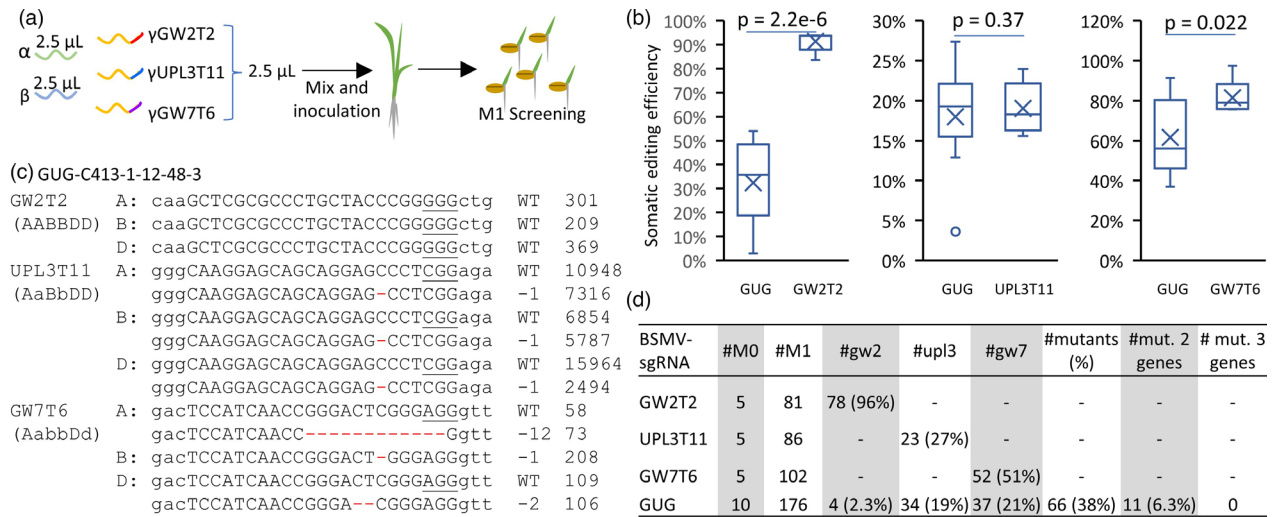 (a)
α 2.5 µL
β 2.5 µL
γGW2T2
γUPL3T11
γGW7T6
2.5 µL
Mix and
inoculation
M1 Screening
(b)
Somatic editing efficiency
p = 2.2e-6
100%
90%
80%
70%
60%
50%
40%
30%
20%
10%
0%
GUG GW2T2
p = 0.37
30%
25%
20%
15%
10%
5%
0%
GUG UPL3T11
p = 0.022
120%
100%
80%
60%
40%
20%
0%
GUG GW7T6
(c) GUG-C413-1-12-48-3
GW2T2 A: caaGCTCGCGCCCTGCTACCCGGGGGctg WT 301
(AABBDD) B: caaGCTCGCGCCCTGCTACCCGGGGGctg WT 209
D: caaGCTCGCGCCCTGCTACCCGGGGGctg WT 369
UPL3T11 A: gggCAAGGAGCAGCAGGAGCCCTCGGaga WT 10948
(AaBbDD) gggCAAGGAGCAGCAGGAG-CCTCGGaga -1 7316
B: gggCAAGGAGCAGCAGGAGCCCTCGGaga WT 6854
gggCAAGGAGCAGCAGGAG-CCTCGGaga -1 5787
D: gggCAAGGAGCAGCAGGAGCCCTCGGaga WT 15964
gggCAAGGAGCAGCAGGAG-CCTCGGaga -1 2494
GW7T6 A: gacTCCATCAACCGGGACTCGGGAGGgtt WT 58
(AabbDd) gacTCCATCAACC------------Ggtt -12 73
B: gacTCCATCAACCGGGACT-GGGAGGgtt -1 208
D: gacTCCATCAACCGGGACTCGGGAGGgtt WT 109
gacTCCATCAACCGGGA--CGGGAGGgtt -2 106
(d)
BSMV-sgRNA #M0 #M1 #gw2 #upl3 #gw7 #mutants (%) #mut. 2 genes # mut. 3 genes
GW2T2 5 81 78 (96%) - - - - -
UPL3T11 5 86 - 23 (27%) - - - -
GW7T6 5 102 - - 52 (51%) - - -
GUG 10 176 4 (2.3%) 34 (19%) 37 (21%) 66 (38%) 11 (6.3%) 0